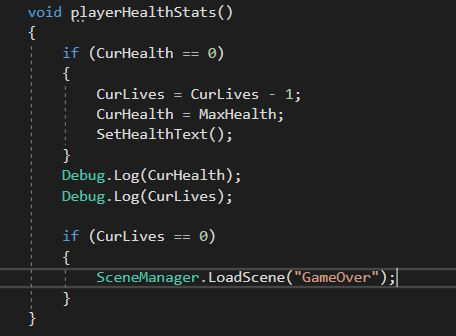 void playerHealthStats()
{
if (CurHealth == 0)
{
CurLives = CurLives - 1;
CurHealth = MaxHealth;
SetHealthText();
}
Debug.Log(CurHealth);
Debug.Log(CurLives);
if (CurLives == 0)
{
SceneManager.LoadScene("GameOver");
}
}